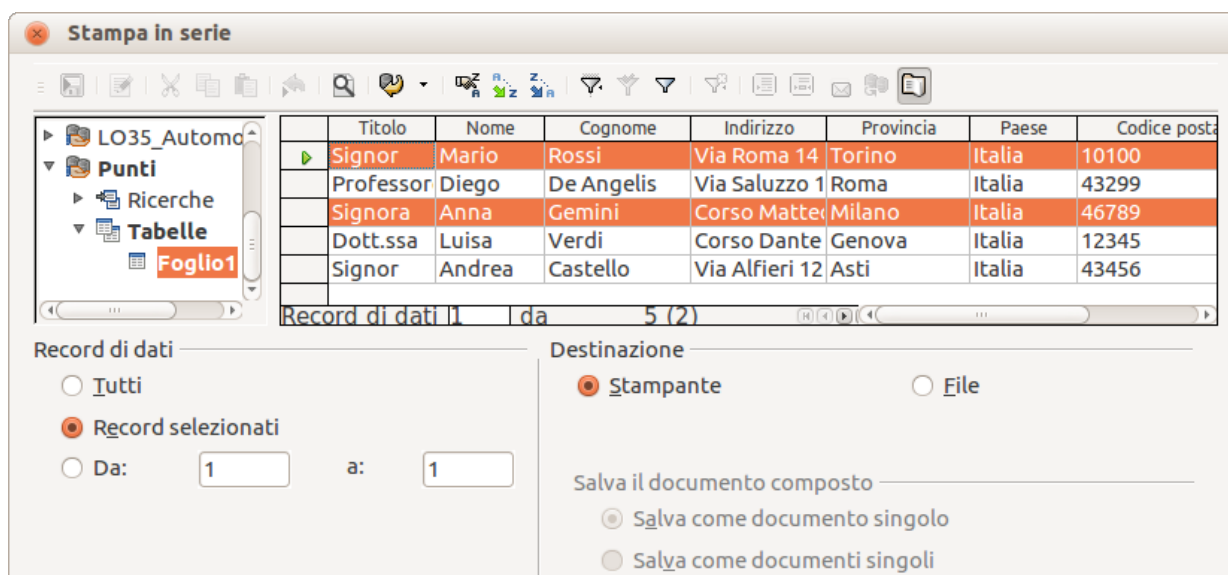 Stampa in serie
LO35_Automo
Punti
Ricerche
Tabelle
Foglio1
Titolo Nome Cognome Indirizzo Provincia Paese Codice posta
Signor Mario Rossi Via Roma 14 Torino Italia 10100
Professor Diego De Angelis Via Saluzzo 1 Roma Italia 43299
Signora Anna Gemini Corso Matteo Milano Italia 46789
Dott.ssa Luisa Verdi Corso Dante Genova Italia 12345
Signor Andrea Castello Via Alfieri 12 Asti Italia 43456
Record di dati 1 da 5 (2)
Record di dati
Tutti
Record selezionati
Da: 1 a: 1
Destinazione
Stampante File
Salva il documento composto
Salva come documento singolo
Salva come documenti singoli